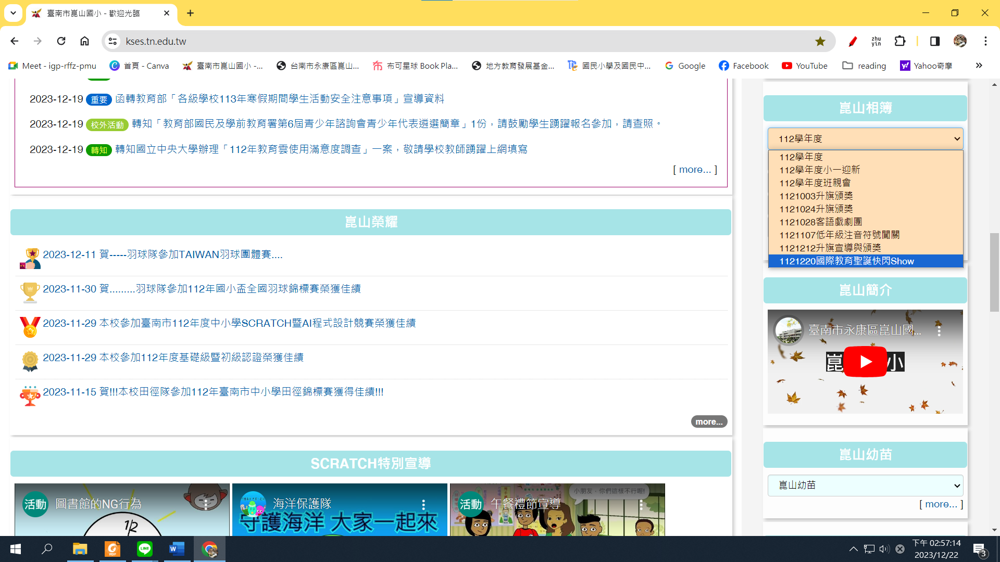 臺南市崑山國小 - 歡迎光臨
kses.tn.edu.tw
zhu
yin
Meet - igp-rffz-pmu
首頁 - Canva
臺南市崑山國小 -...
台南市永康區崑山...
布可星球 Book Pla...
地方教育發展基金...
國民小學及國民中...
Google
Facebook
YouTube
reading
Yahoo奇摩
2023-12-19 重要 函轉教育部「各級學校113年寒假期間學生活動安全注意事項」宣導資料
2023-12-19 校外活動 轉知「教育部國民及學前教育署第6屆青少年諮詢會青少年代表遴選簡章」1份，請鼓勵學生踴躍報名參加，請查照。
2023-12-19 轉知 轉知國立中央大學辦理「112年教育雲使用滿意度調查」一案，敬請學校教師踴躍上網填寫
[ more... ]
崑山榮耀
2023-12-11 賀-----羽球隊參加TAIWAN羽球團體賽....
2023-11-30 賀.........羽球隊參加112年國小盃全國羽球錦標賽榮獲佳績
2023-11-29 本校參加臺南市112年度中小學SCRATCH暨AI程式設計競賽榮獲佳績
2023-11-29 本校參加112年度基礎級暨初級認證榮獲佳績
2023-11-15 賀!!!本校田徑隊參加112年臺南市中小學田徑錦標賽獲得佳績!!!
more...
SCRATCH特別宣導
活動 圖書館的NG行為
1/2
海洋保護隊
守護海洋 大家一起來
活動 午餐禮節宣導
小朋友，你們這樣不行喔!
崑山相簿
112學年度
112學年度
112學年度小一迎新
112學年度班親會
1121003升旗頒獎
1121024升旗頒獎
1121028客語戲劇團
1121107低年級注音符號闖關
1121212升旗宣導與頒獎
1121220國際教育聖誕快閃Show
崑山簡介
臺南市永康區崑山國...
崑 小
崑山幼苗
崑山幼苗
[ more... ]
下午 02:57:14
2023/12/22
3